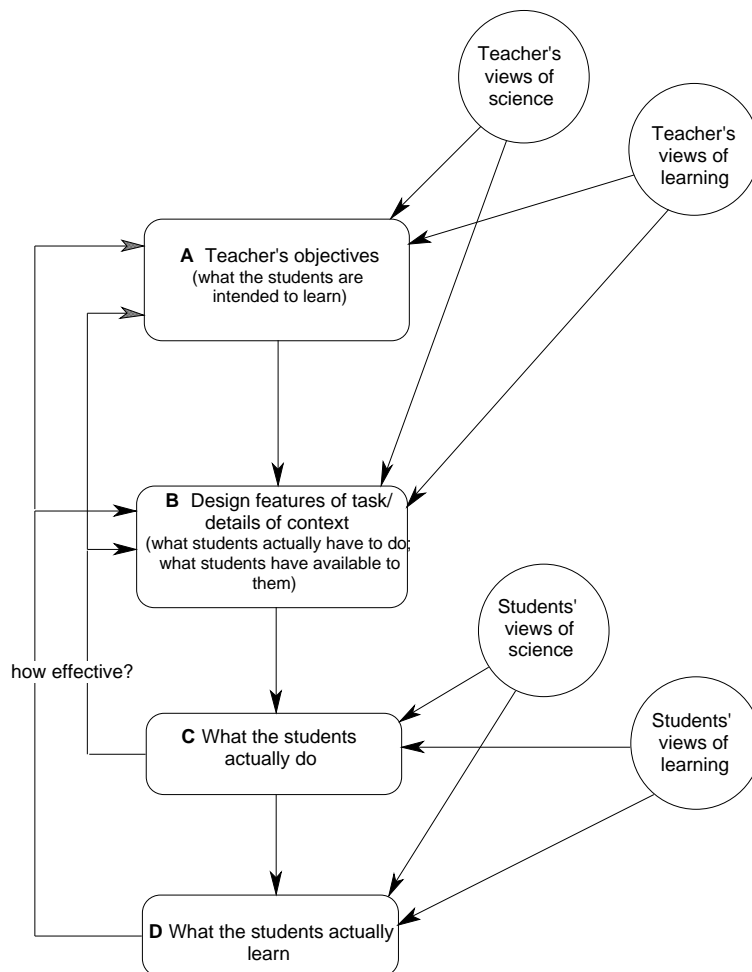 Teacher's
views of
science
Teacher's
views of
learning
A Teacher's objectives
(what the students are
intended to learn)
B Design features of task/
details of context
(what students actually have to do;
what students have available to
them)
Students'
views of
science
how effective?
Students'
views of
learning
C What the students
actually do
D What the students actually
learn